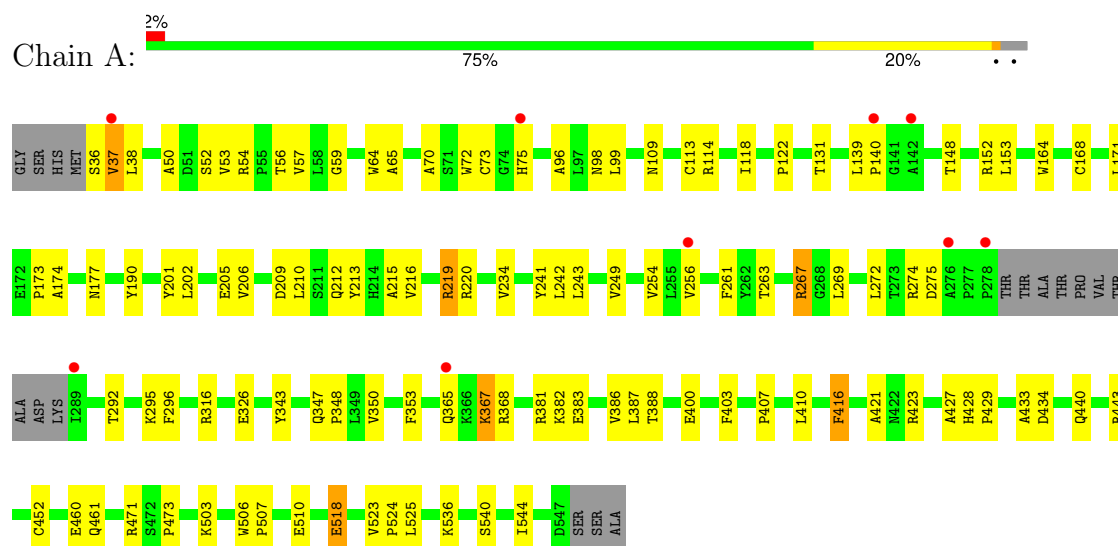 2%
Chain A:
75% 20% • •
GLY SER HIS MET S36 V37 L38 A50 D51 S52 V53 R54 P55 T56 V57 L58 G59 W64 A65 A70 S71 W72 C73 G74 H75 A96 L97 N98 L99 N109 C113 R114 I118 P122 T131 L139 P140 G141 A142 T148 R152 L153 W164 C168 L171
E172 P173 A174 N177 Y190 Y201 L202 E205 V206 D209 L210 S211 Q212 Y213 H214 A215 V216 R219 R220 V234 Y241 L242 L243 V249 V254 L255 V256 F261 Y262 T263 R267 G268 L269 L272 T273 R274 D275 A276 P277 P278 THR THR ALA THR PRO VAL THR
ALA ASP LYS I289 T292 K295 F296 R316 E326 Y343 Q347 P348 L349 V350 F353 Q365 K366 K367 R368 R381 K382 E383 V386 L387 T388 E400 F403 P407 L410 F416 A421 N422 R423 A427 H428 P429 A433 D434 Q440
C452 E460 Q461 R471 S472 P473 K503 W506 P507 E510 E518 V523 P524 L525 K536 S540 I544 D547 SER SER ALA